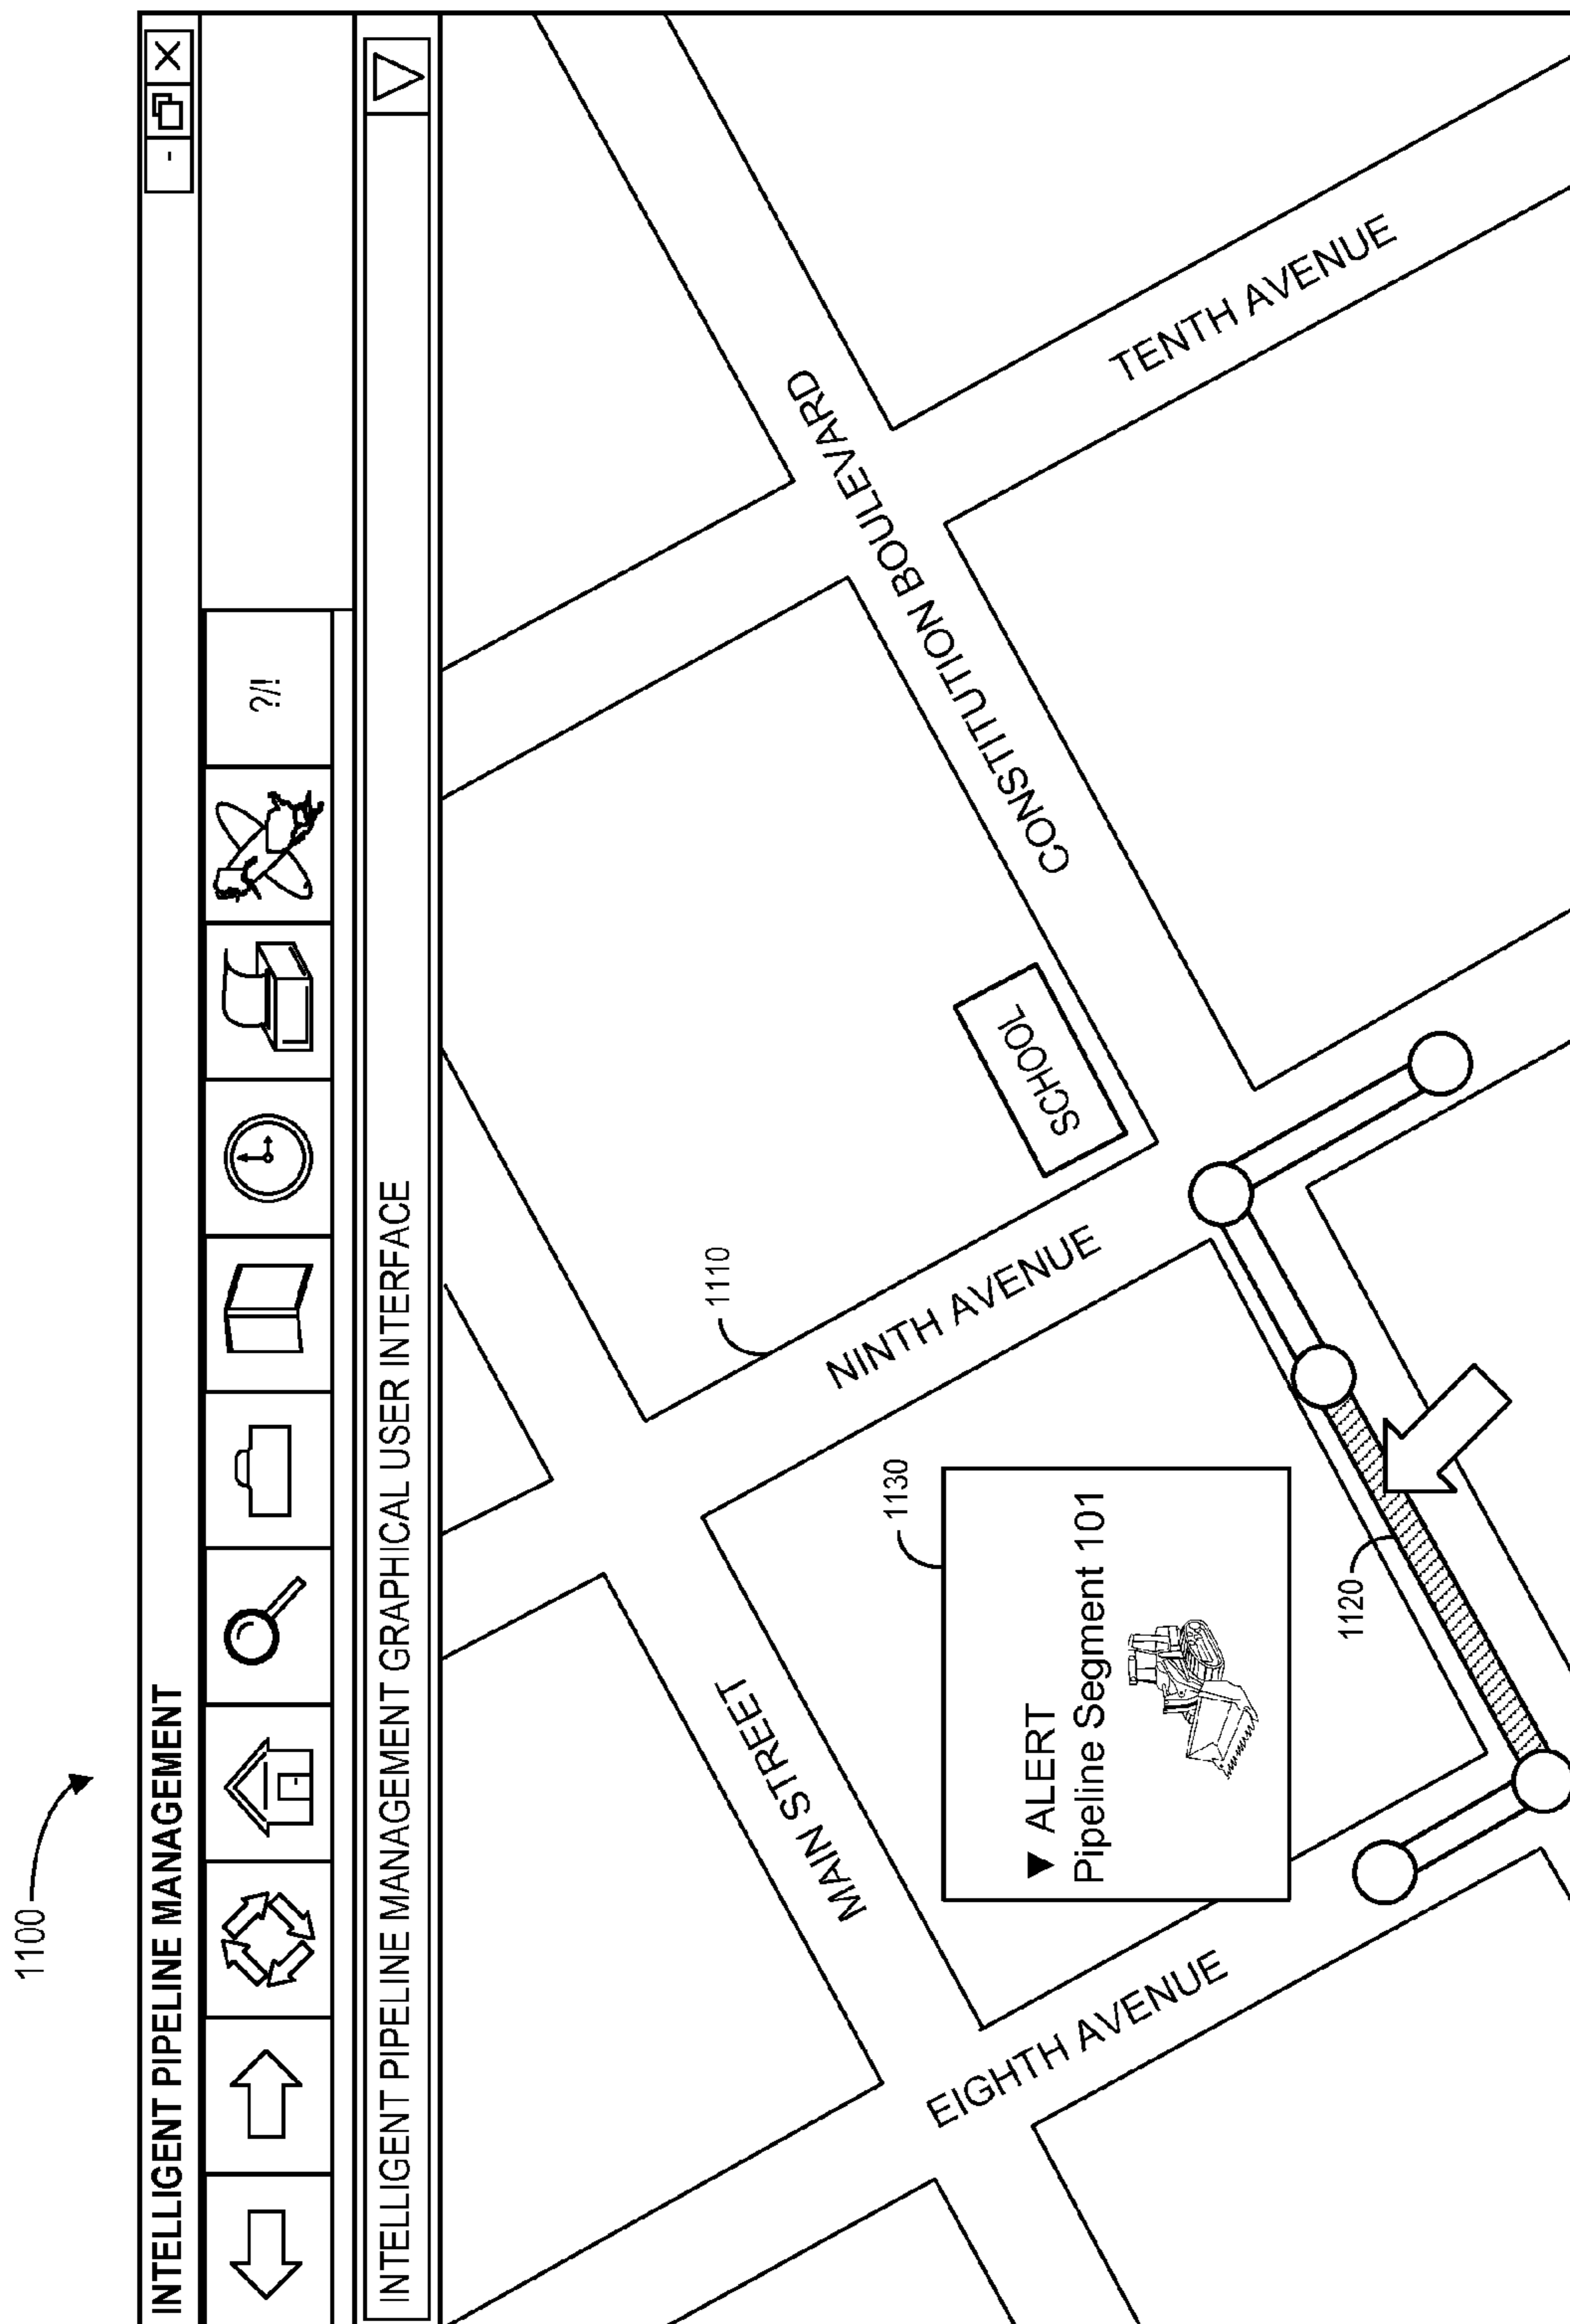 1100
INTELLIGENT PIPELINE MANAGEMENT
- X
?/!
INTELLIGENT PIPELINE MANAGEMENT GRAPHICAL USER INTERFACE
1110
MAIN STREET
CONSTITUTION BOULEVARD
NINTH AVENUE
SCHOOL
TENTH AVENUE
EIGHTH AVENUE
1130
▼ ALERT
Pipeline Segment 101
1120